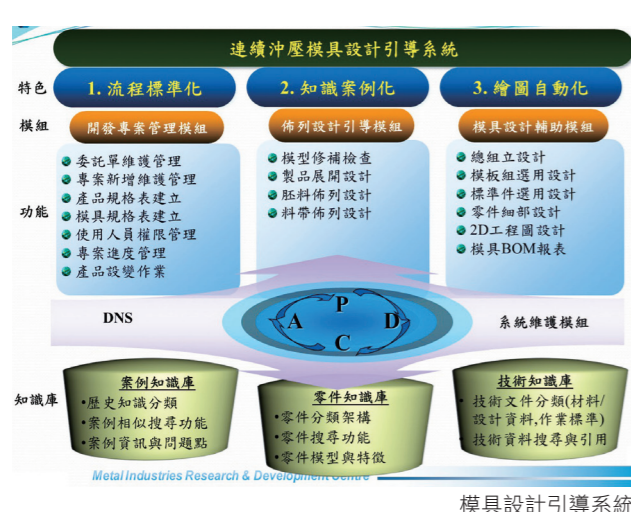 連續沖壓模具設計引導系統
特色
1. 流程標準化
2. 知識案例化
3. 繪圖自動化
模組
開發專案管理模組
佈列設計引導模組
模具設計輔助模組
功能
委託單維護管理
專案新增維護管理
產品規格表建立
模具規格表建立
使用人員權限管理
專案進度管理
產品設變作業
模型修補檢查
製品展開設計
胚料佈列設計
料帶佈列設計
總組立設計
模板組選用設計
標準件選用設計
零件細部設計
2D工程圖設計
模具BOM報表
DNS
P
A
D
C
系統維護模組
知識庫
案例知識庫
•歷史知識分類
•案例相似搜尋功能
•案例資訊與問題點
零件知識庫
•零件分類架構
•零件搜尋功能
•零件模型與特徵
技術知識庫
• 技術文件分類(材料/
設計資料,作業標準)
• 技術資料搜尋與引用
Metal Industries Research & Development Centre
模具設計引導系統